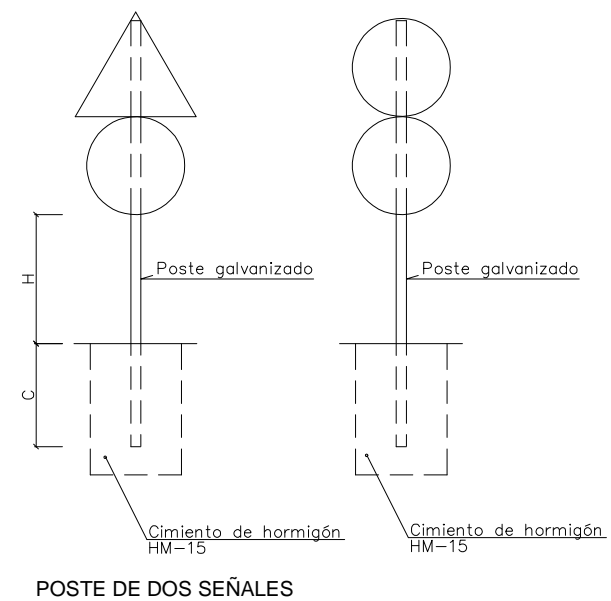 H
Poste galvanizado
Poste galvanizado
C
Cimiento de hormigón
HM-15
Cimiento de hormigón
HM-15
POSTE DE DOS SEÑALES